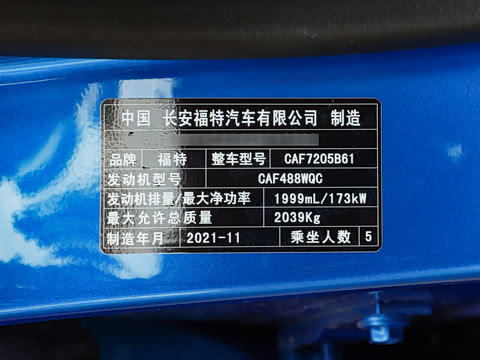 中国 长安福特汽车有限公司 制造
品牌 福特 整车型号 CAF7205B61
发动机型号 CAF488WQC
发动机排量/最大净功率 1999mL/173kW
最大允许总质量 2039Kg
制造年月 2021-11 乘坐人数 5